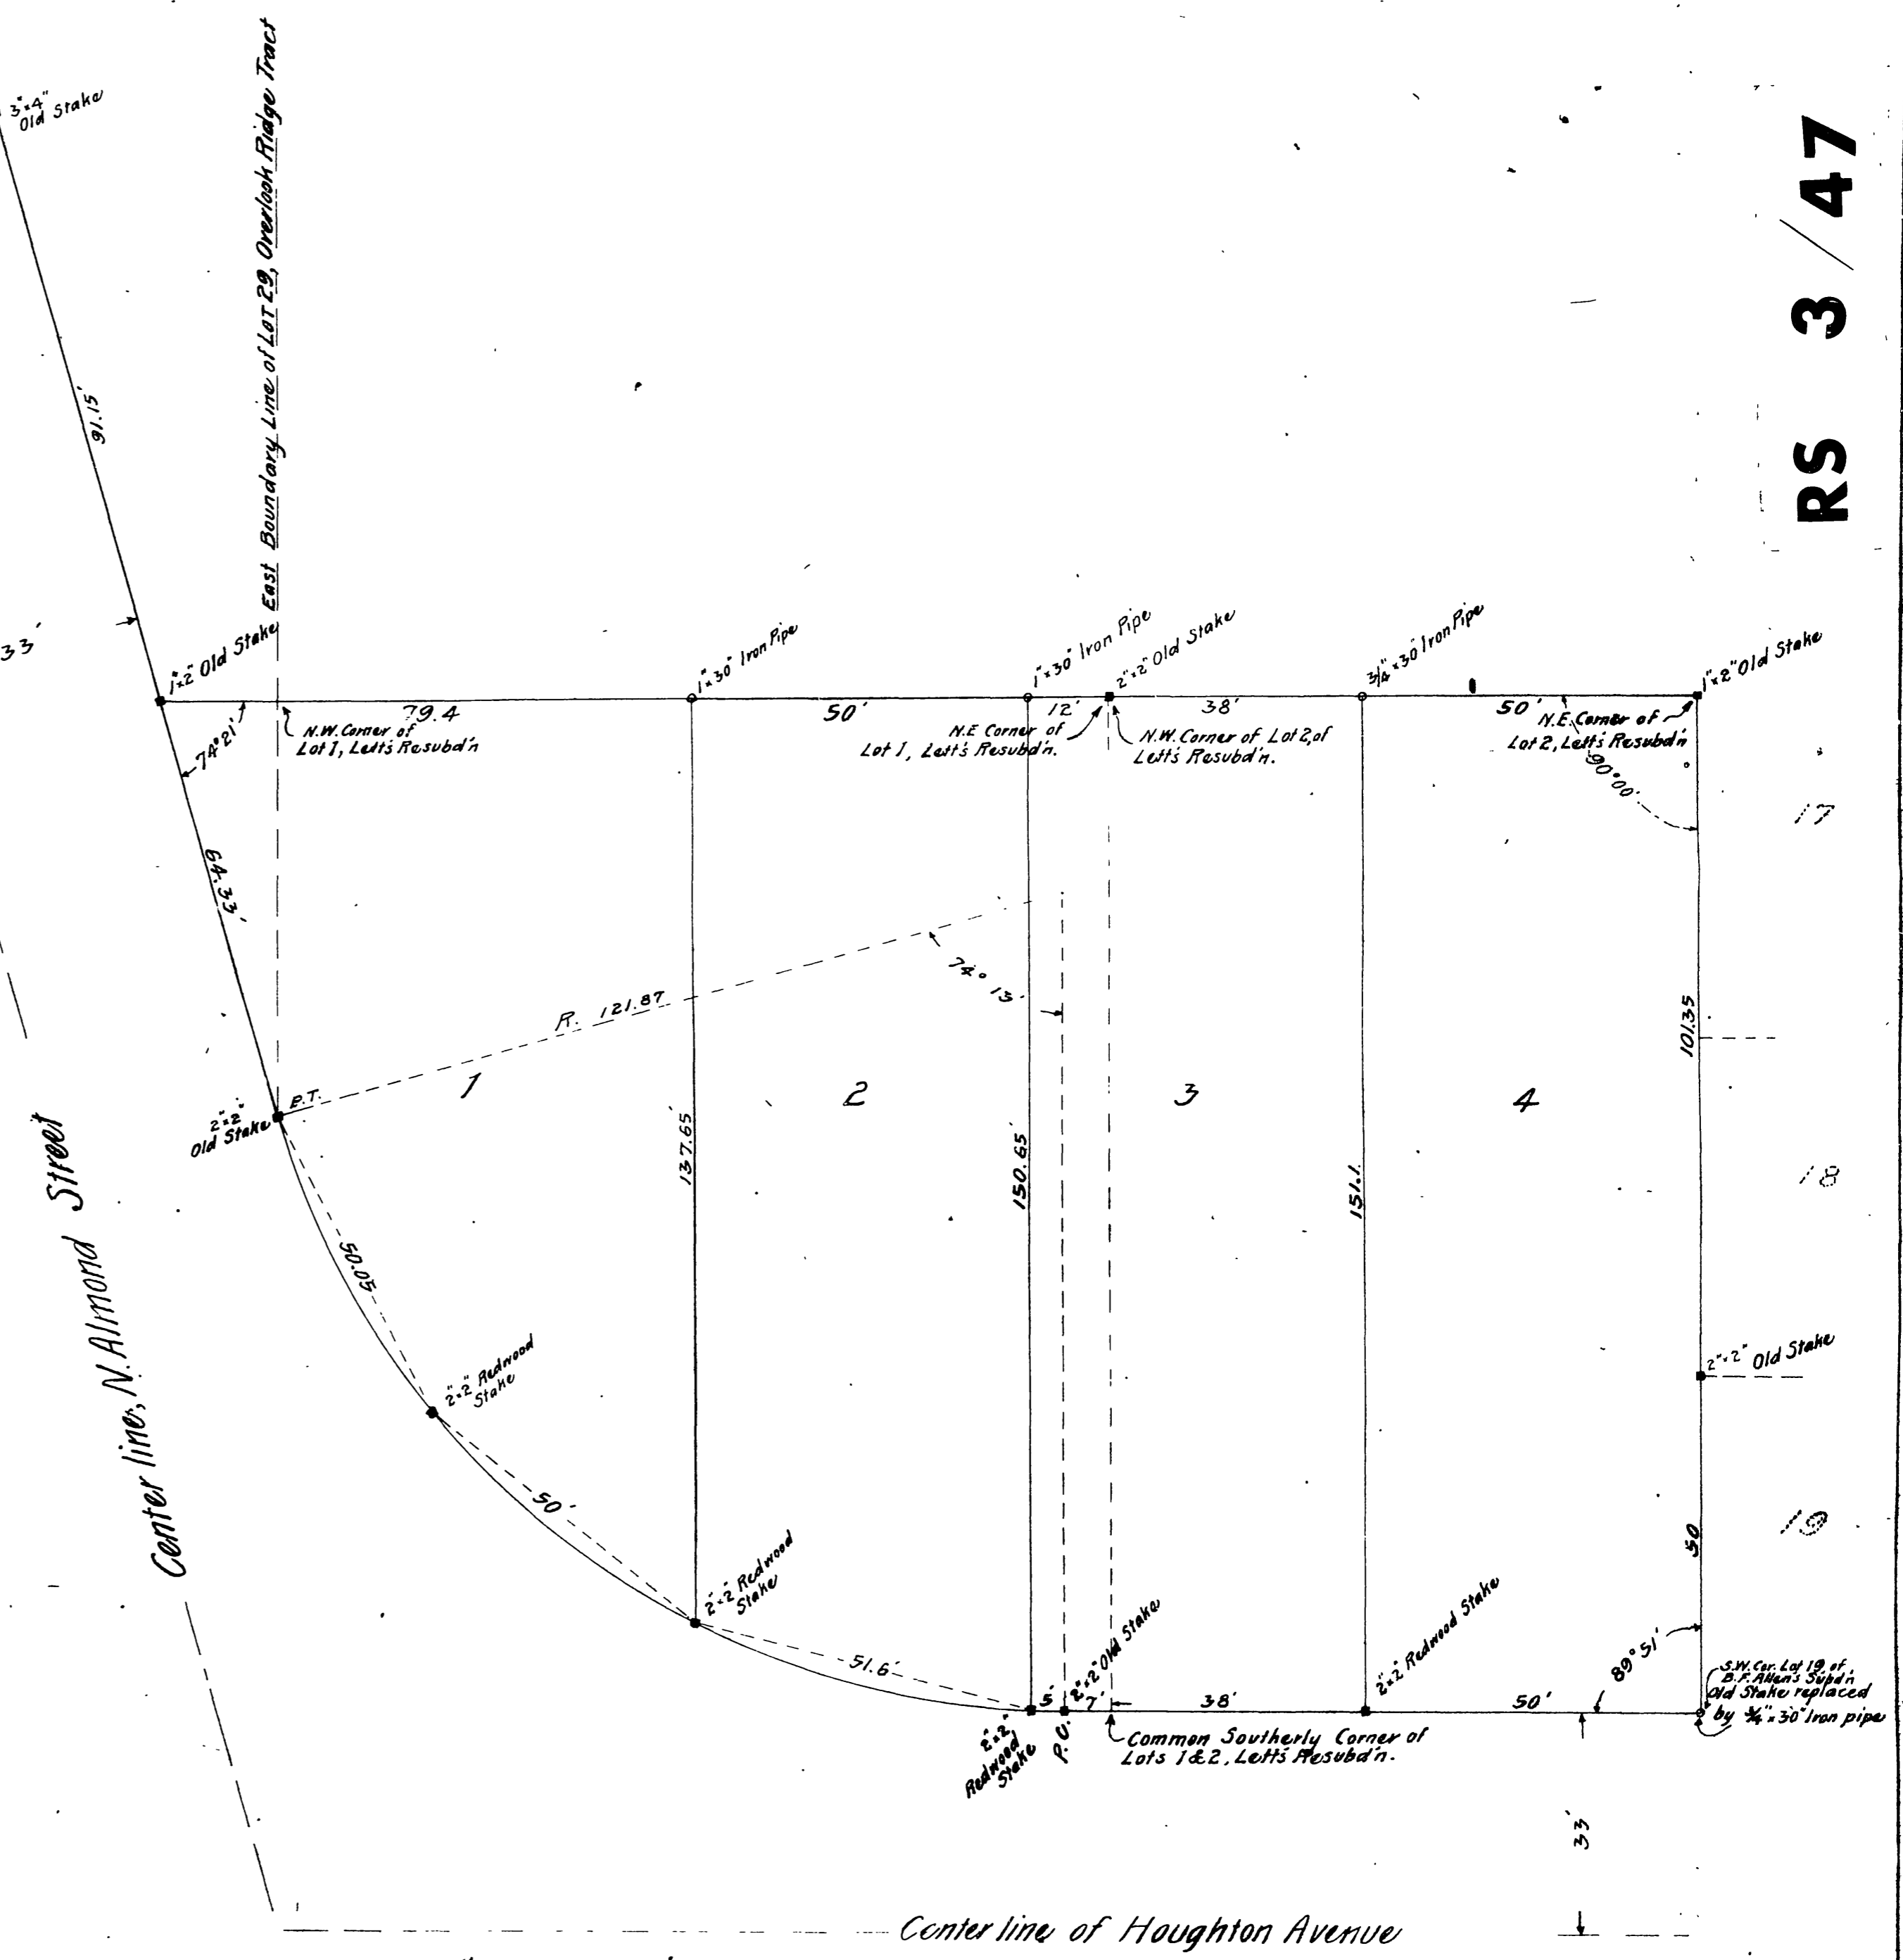 3"x4"
Old Stake
East Boundary Line of LOT 29, Overlook Ridge Tract
RS 3/47
91.15'
33'
1"x2" Old Stake
1"x30" Iron Pipe
1"x30" Iron Pipe
2"x2" Old Stake
3/4"x30" Iron Pipe
1"x2" Old Stake
79.4
50'
12'
38'
50'
74°21'
N.W. Corner of
Lot 1, Lett's Resubd'n
N.E Corner of
Lot 1, Lett's Resubd'n.
N.W. Corner of Lot 2, of
Lett's Resubd'n.
N.E. Corner of
Lot 2, Lett's Resubd'n
90°00'
17
R. 121.87
74°13'
101.35
B.T.
2"x2"
Old Stake
1
2
3
4
137.65'
150.65'
151.1.
18
50.05
2"x2" Redwood
Stake
2"x2" Old Stake
Center line, N. Almond Street
50'
50
19
2"x2" Redwood
Stake
51.6'
2"x2" Old Stake
2"x2" Redwood Stake
89°51'
S.W. Cor. Lot 19 of
B.F. Allen's Subd'n
Old Stake replaced
by 3/4"x30" Iron pipe
5'
7'
38'
50'
2"x2"
Redwood
Stake
P.C.
Common Southerly Corner of
Lots 1 & 2, Lett's Resubd'n.
33'
Center line of Houghton Avenue